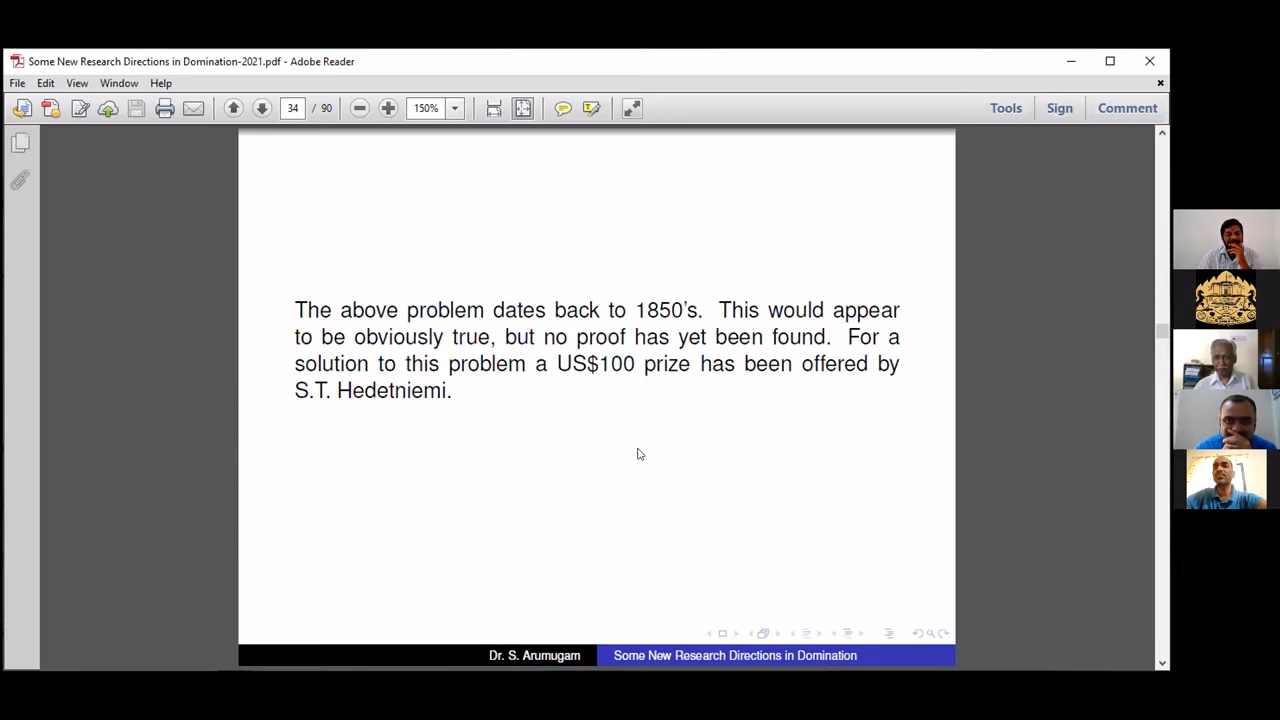 Some New Research Directions in Domination-2021.pdf - Adobe Reader
File Edit View Window Help
34 / 90 150% Tools Sign Comment
The above problem dates back to 1850's. This would appear
to be obviously true, but no proof has yet been found. For a
solution to this problem a US$100 prize has been offered by
S.T. Hedetniemi.
Dr. S. Arumugam Some New Research Directions in Domination